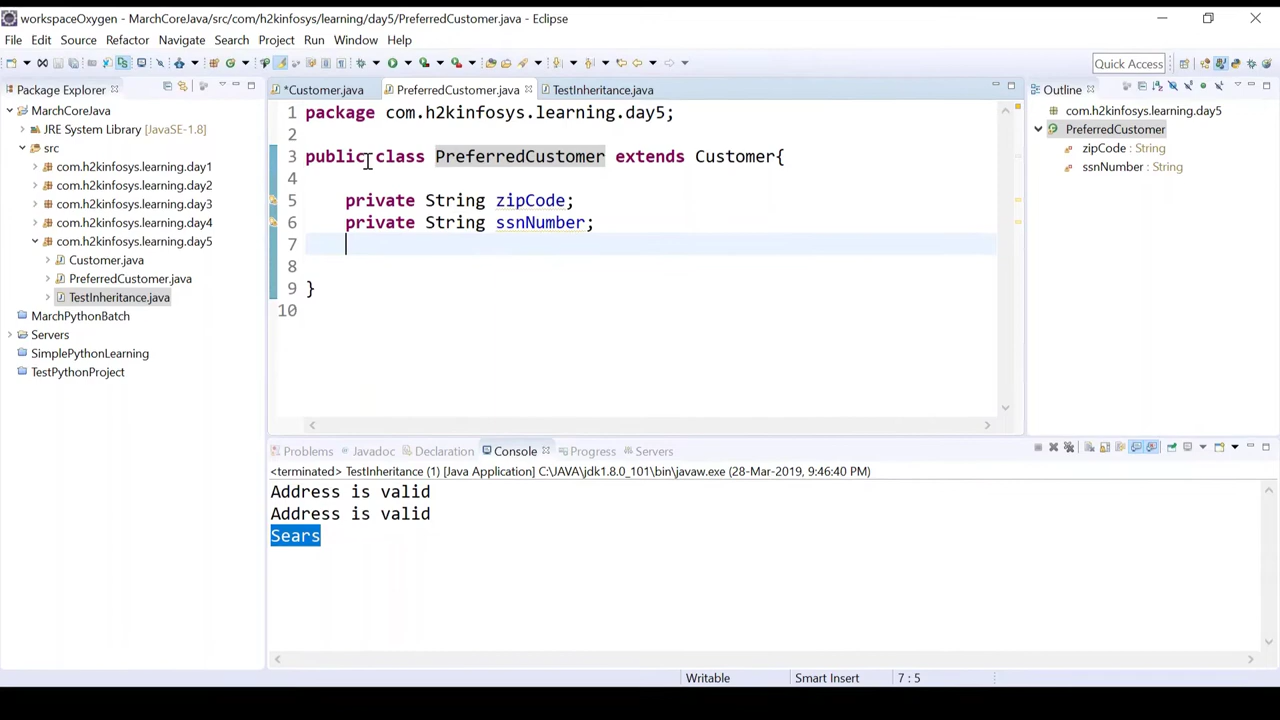 workspaceOxygen - MarchCoreJava/src/com/h2kinfosys/learning/day5/PreferredCustomer.java - Eclipse
File Edit Source Refactor Navigate Search Project Run Window Help
Quick Access
Package Explorer
MarchCoreJava
JRE System Library [JavaSE-1.8]
src
com.h2kinfosys.learning.day1
com.h2kinfosys.learning.day2
com.h2kinfosys.learning.day3
com.h2kinfosys.learning.day4
com.h2kinfosys.learning.day5
Customer.java
PreferredCustomer.java
TestInheritance.java
MarchPythonBatch
Servers
SimplePythonLearning
TestPythonProject
*Customer.java PreferredCustomer.java TestInheritance.java
1 package com.h2kinfosys.learning.day5;
2
3 public class PreferredCustomer extends Customer{
4
5 private String zipCode;
6 private String ssnNumber;
7
8
9 }
10
Outline
com.h2kinfosys.learning.day5
PreferredCustomer
zipCode : String
ssnNumber : String
Problems Javadoc Declaration Console Progress Servers
<terminated> TestInheritance (1) [Java Application] C:\JAVA\jdk1.8.0_101\bin\javaw.exe (28-Mar-2019, 9:46:40 PM)
Address is valid
Address is valid
Sears
Writable Smart Insert 7 : 5